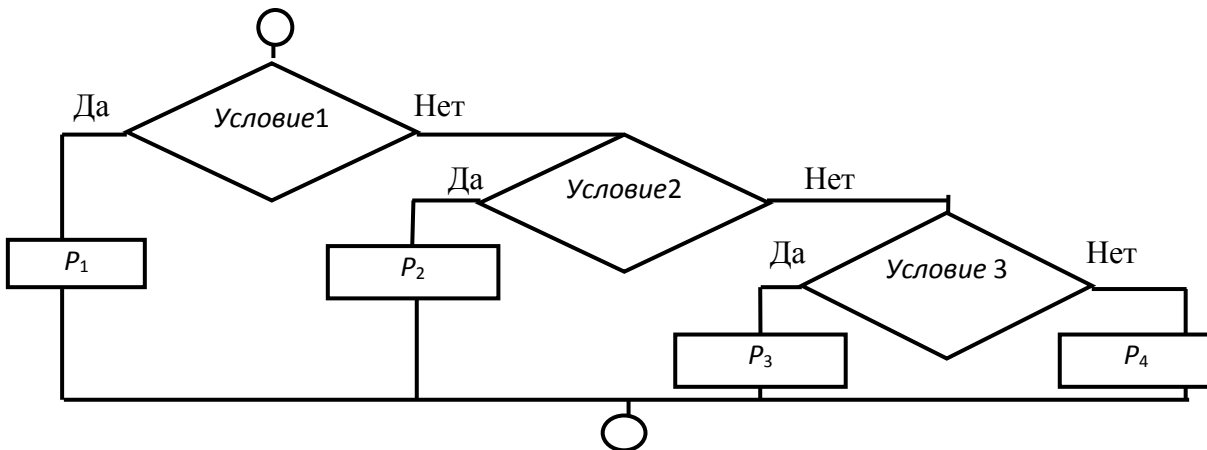 Да Условие1 Нет
Да Условие2 Нет
P1 P2 Да Условие 3 Нет
P3 P4